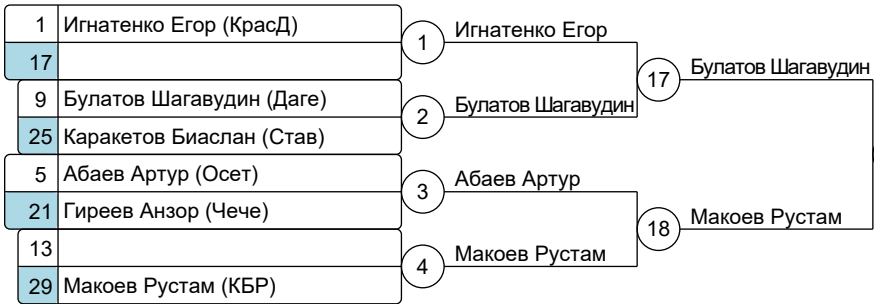 1 Игнатенко Егор (КрасД)
17
9 Булатов Шагавудин (Даге)
25 Каракетов Биаслан (Став)
5 Абаев Артур (Осет)
21 Гиреев Анзор (Чече)
13
29 Макоев Рустам (КБР)
1 Игнатенко Егор
2 Булатов Шагавудин
3 Абаев Артур
4 Макоев Рустам
17 Булатов Шагавудин
18 Макоев Рустам